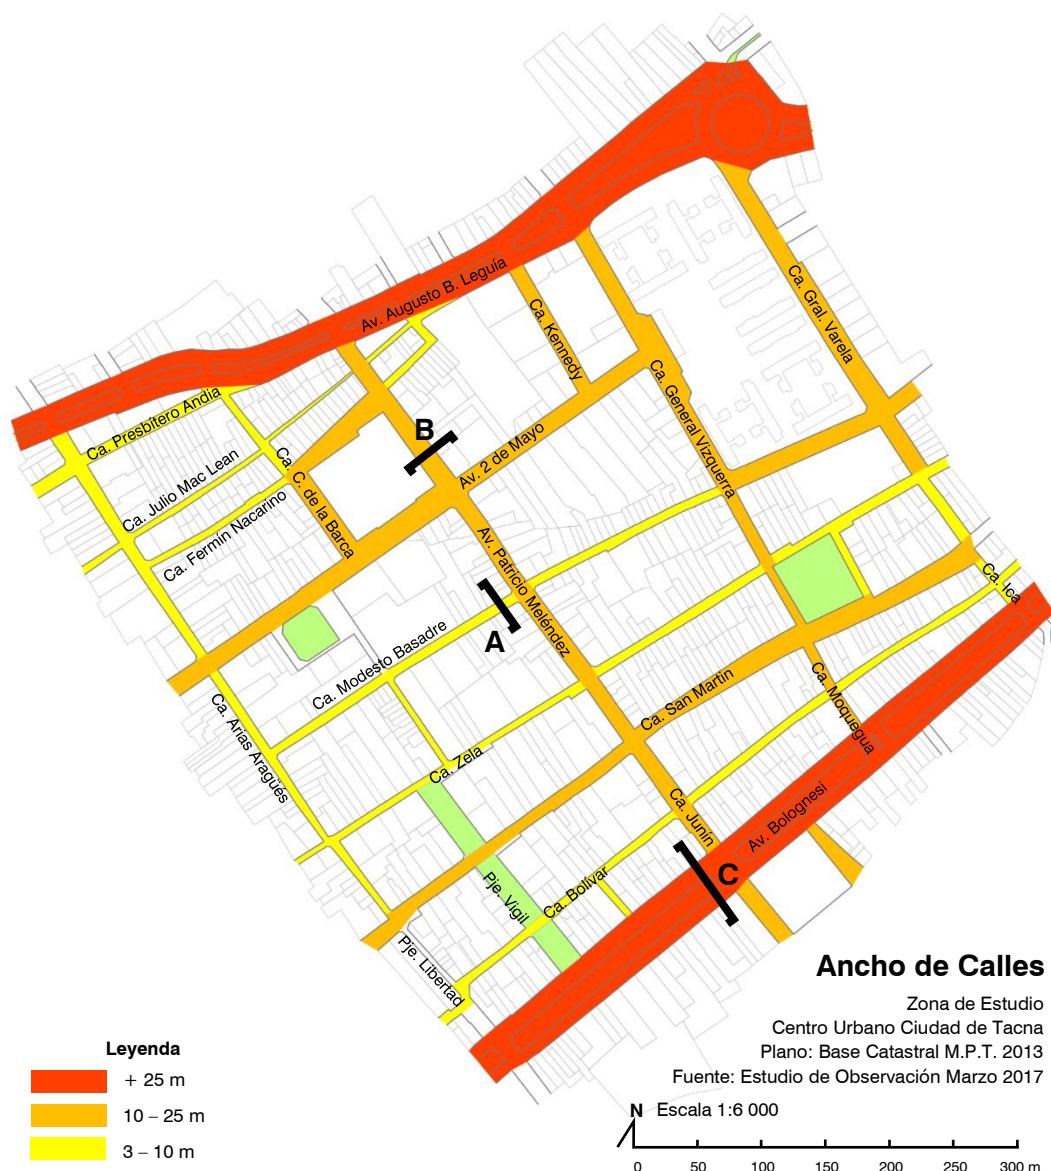 Av. Augusto B. Leguía
Ca. Gral. Varela
Ca. Kennedy
Ca. General Vizquerra
Ca. Presbítero Andía
B
Av. 2 de Mayo
Ca. Julio Mac Lean
Ca. C. de la Barca
Ca. Fermín Nacarino
Av. Patricio Meléndez
Ca. Ica
A
Ca. Modesto Basadre
Ca. San Martín
Ca. Moquegua
Ca. Arias Aragüés
Ca. Zela
Ca. Junín
Av. Bolognesi
C
Pje. Vigil
Ca. Bolívar
Pje. Libertad
Ancho de Calles
Zona de Estudio
Centro Urbano Ciudad de Tacna
Plano: Base Catastral M.P.T. 2013
Fuente: Estudio de Observación Marzo 2017
Leyenda
+ 25 m
10 – 25 m
3 – 10 m
N Escala 1:6 000
0 50 100 150 200 250 300 m